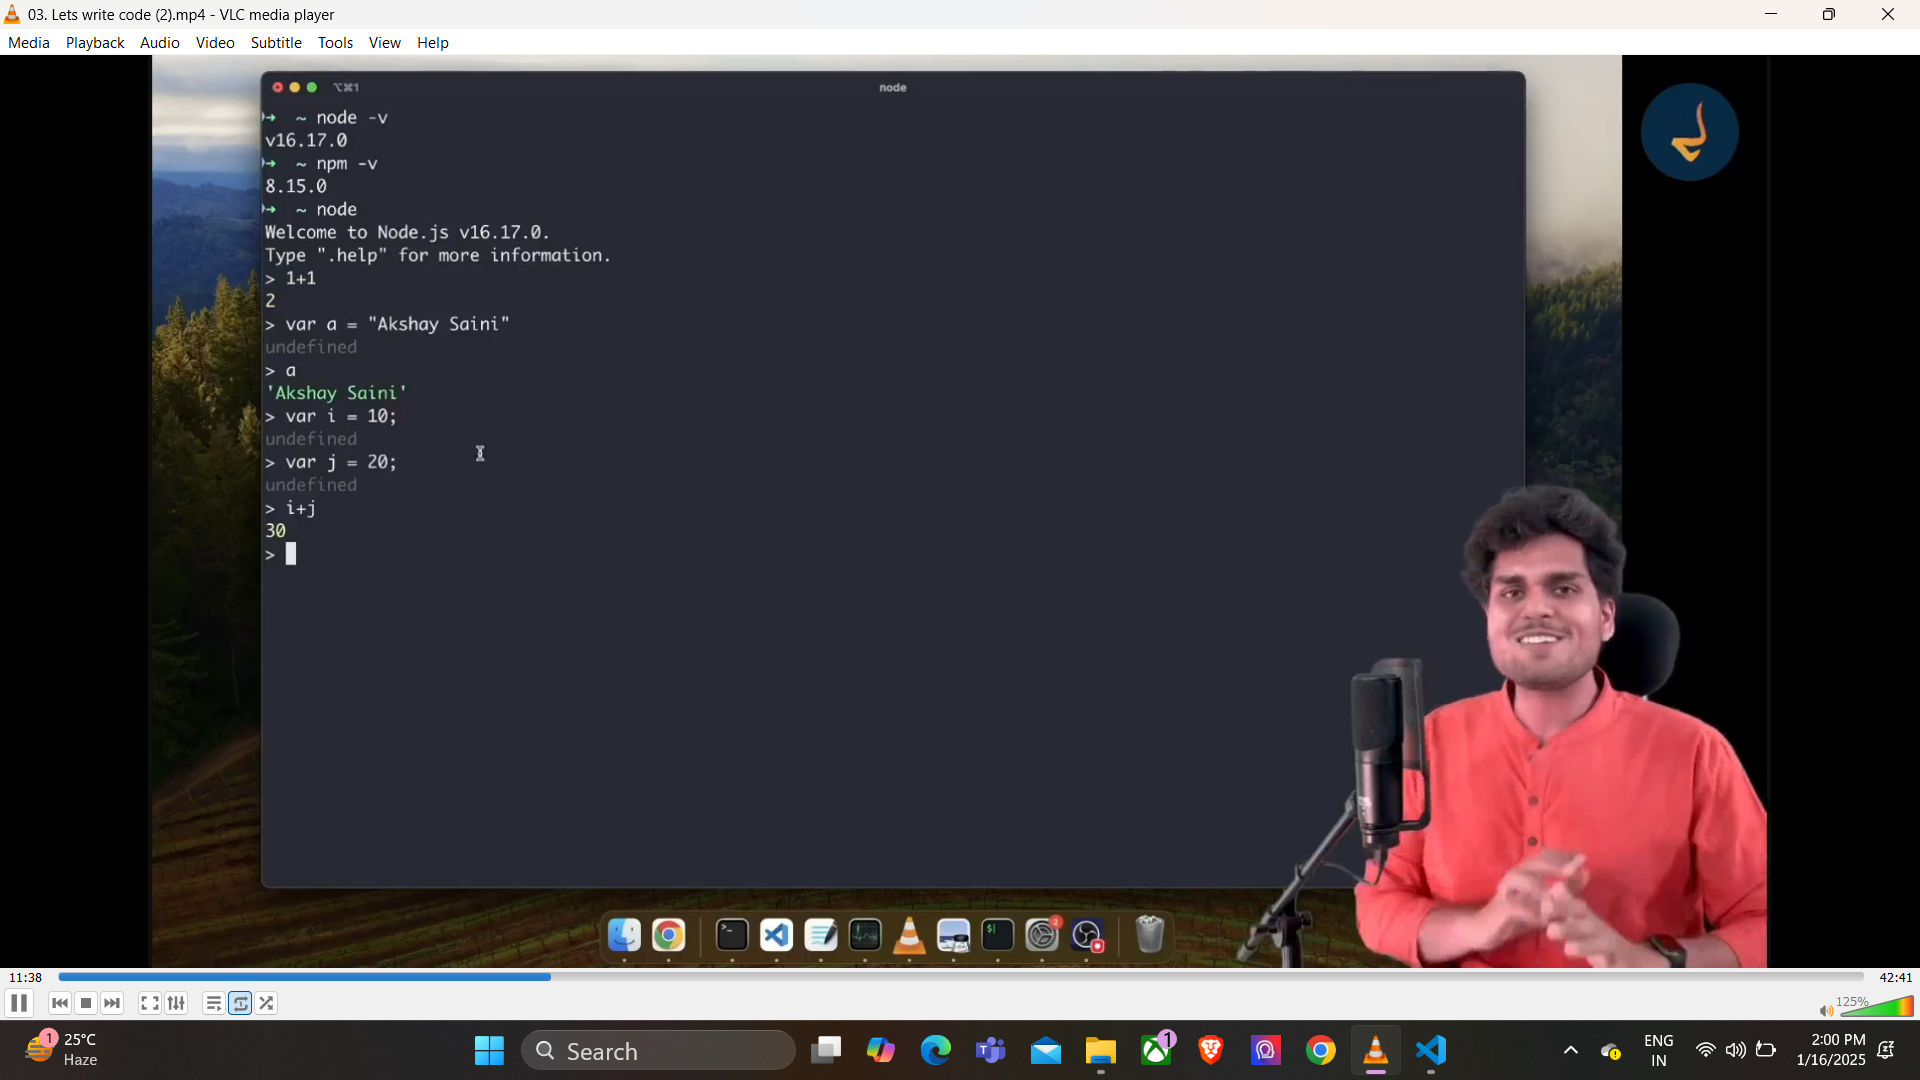 03. Lets write code (2).mp4 - VLC media player
Media Playback Audio Video Subtitle Tools View Help
⌥⌘1 node
➜ ~ node -v
v16.17.0
➜ ~ npm -v
8.15.0
➜ ~ node
Welcome to Node.js v16.17.0.
Type ".help" for more information.
> 1+1
2
> var a = "Akshay Saini"
undefined
> a
'Akshay Saini'
> var i = 10;
undefined
> var j = 20;
undefined
> i+j
30
>
>_
$
2
11:38 42:41
125%
1
25°C
Haze
Search
1
ENG
IN
2:00 PM
1/16/2025